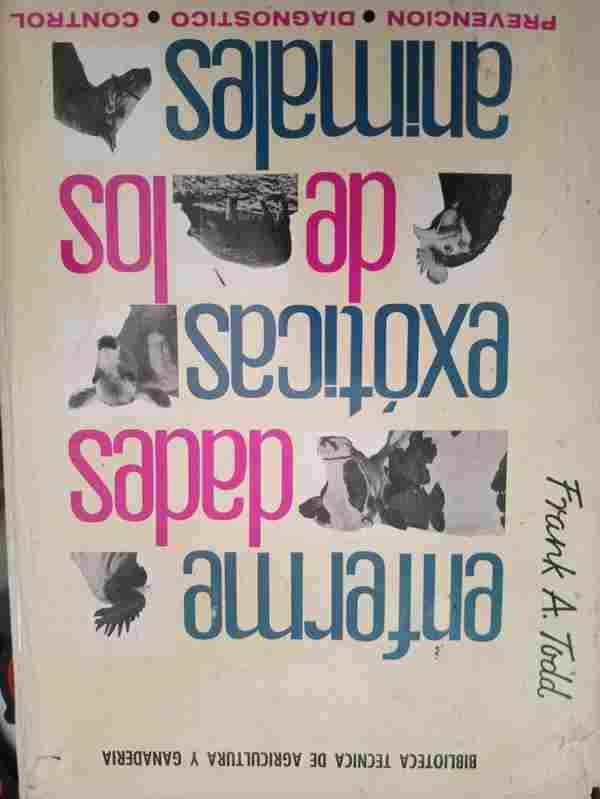 BIBLIOTECA TECNICA DE AGRICULTURA Y GANADERIA
Frank A. Todd
enferme
dades
exóticas
de los
animales
PREVENCION • DIAGNOSTICO • CONTROL